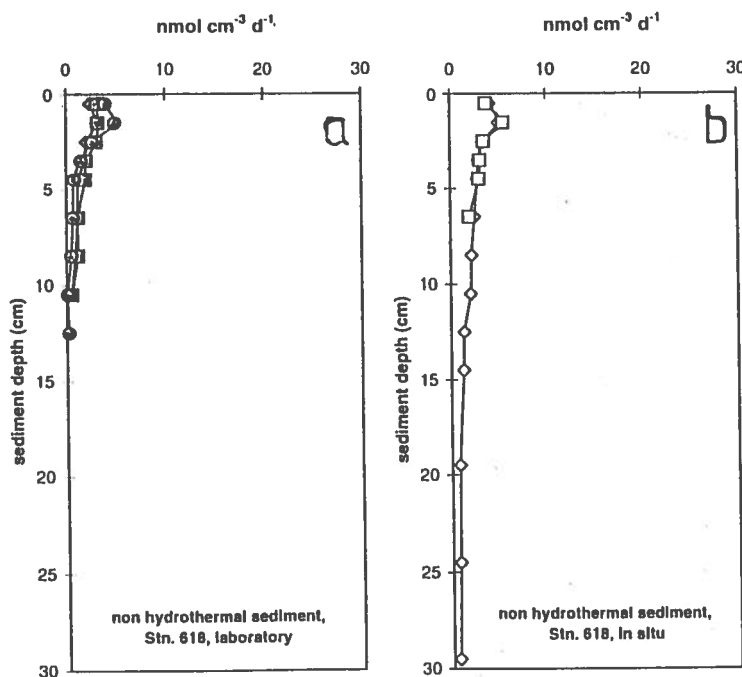 nmol cm⁻³ d⁻¹.
0 10 20 30
0
5
10
15
20
25
30
sediment depth (cm)
a
non hydrothermal sediment,
Stn. 618, laboratory
nmol cm⁻³ d⁻¹
0 10 20 30
0
5
10
15
20
25
30
sediment depth (cm)
b
non hydrothermal sediment,
Stn. 618, in situ